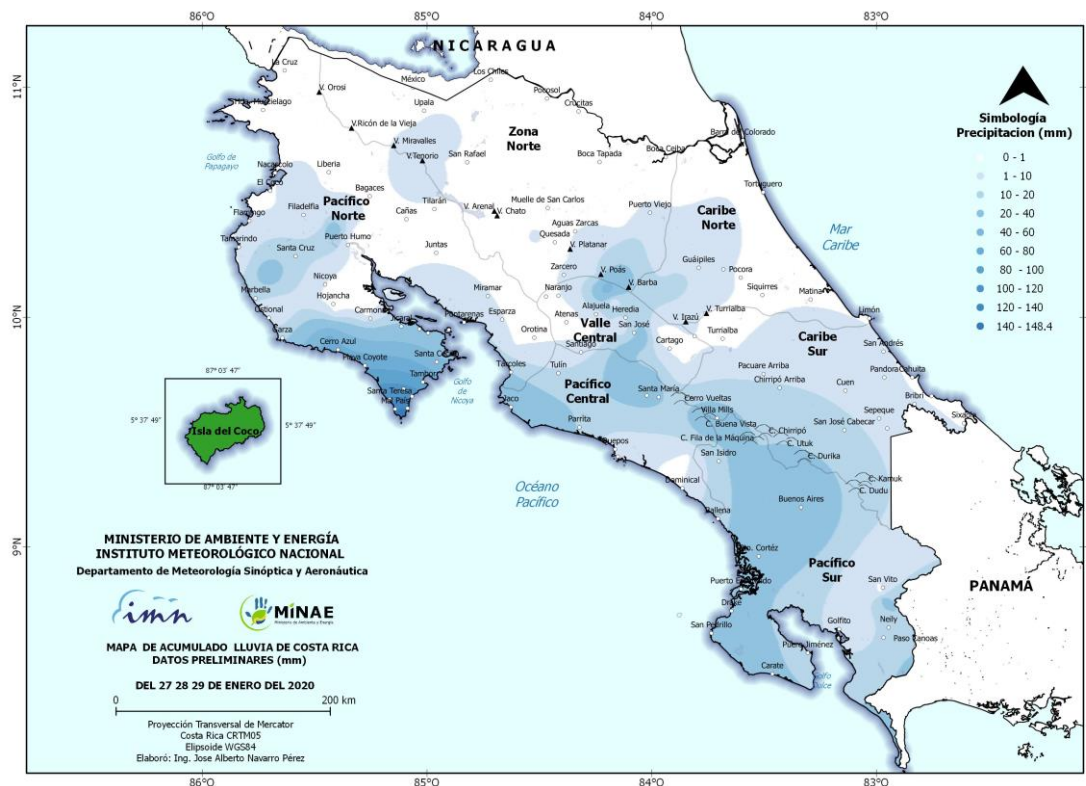 86°O 85°O 84°O 83°O
11°N
10°N
9°N
NICARAGUA
La Cruz
V. Orosi
México
Los Chiles
Upala
Pocosol
Crucitas
V.Ricón de la Vieja
Zona
Norte
V. Miravalles
V.Tenorio
San Rafael
Boca Tapada
Boca Ceiba
Barra del Colorado
Golfo de
Papagayo
Nacascolo
Liberia
El Coco
Bagaces
Tortuguero
Pacífico
Norte
Filadelfia
Flamingo
Cañas
Tilarán
V. Arenal
V. Chato
Muelle de San Carlos
Puerto Viejo
Caribe
Norte
Mar
Caribe
Aguas Zarcas
Quesada
V. Platanar
Tamarindo
Santa Cruz
Puerto Humo
Juntas
Zarcero
V. Poás
V. Barba
Guápiles
Pocora
Nicoya
Marbella
Hojancha
Miramar
Naranjo
Siquirres
Matina
Carmona
Esparza
Puntarenas
Atenas
Alajuela
Heredia
V. Turrialba
V. Irazú
Limón
Garza
Jicaral
Orotina
Valle
Central
San José
Cartago
Turrialba
Caribe
Sur
Cerro Azul
Santiago
San Andrés
Playa Coyote
Tárcoles
Tulín
Pacuare Arriba
Pandora
Cahuita
Tambor
Santa Teresa
Mal País
Golfo
de Nicoya
Pacífico
Central
Santa María
Cerro Vueltas
Chirripó Arriba
Cuen
Bribri
Jaco
Villa Mills
C. Buena Vista
C. Chirripó
San José Cabecar
Sepeque
Sixaola
Parrita
Quepos
C. Fila de la Máquina
C. Utuk
San Isidro
C. Durika
C. Kamuk
C. Dudu
Dominical
Buenos Aires
Océano
Pacífico
Ballena
Pacífico
Sur
San Vito
PANAMÁ
Drake
San Pedrillo
Golfito
Neily
Paso Canoas
Carate
Simbología
Precipitacion (mm)
0 - 1
1 - 10
10 - 20
20 - 40
40 - 60
60 - 80
80 - 100
100 - 120
120 - 140
140 - 148.4
87° 03' 47"
5° 37' 49"
Isla del Coco
5° 37' 49"
87° 03' 47"
MINISTERIO DE AMBIENTE Y ENERGÍA
INSTITUTO METEOROLÓGICO NACIONAL
Departamento de Meteorología Sinóptica y Aeronáutica
imn
MINAE
Ministerio de Ambiente y Energía
MAPA DE ACUMULADO LLUVIA DE COSTA RICA
DATOS PRELIMINARES (mm)
DEL 27 28 29 DE ENERO DEL 2020
0 200 km
Proyección Transversal de Mercator
Costa Rica CRTM05
Elipsoide WGS84
Elaboró: Ing. Jose Alberto Navarro Pérez
86°O 85°O 84°O 83°O